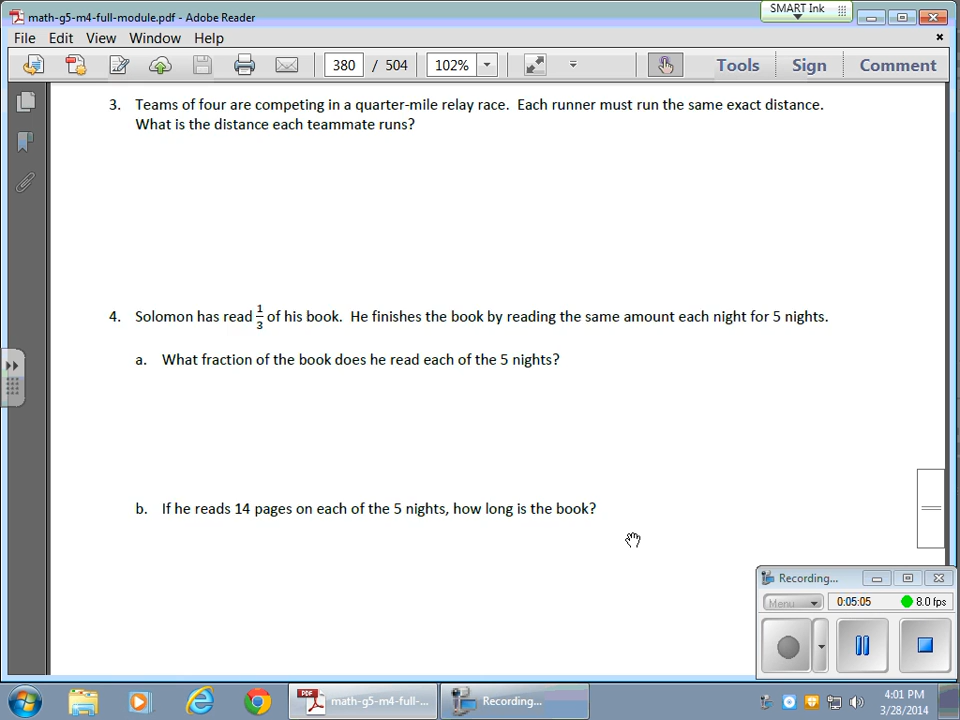 math-g5-m4-full-module.pdf - Adobe Reader
SMART Ink
File Edit View Window Help
380 / 504 102% Tools Sign Comment
3. Teams of four are competing in a quarter-mile relay race. Each runner must run the same exact distance.
What is the distance each teammate runs?
4. Solomon has read 1/3 of his book. He finishes the book by reading the same amount each night for 5 nights.
a. What fraction of the book does he read each of the 5 nights?
b. If he reads 14 pages on each of the 5 nights, how long is the book?
Recording...
Menu 0:05:05 8.0 fps
PDF math-g5-m4-full-... Recording... 4:01 PM
3/28/2014